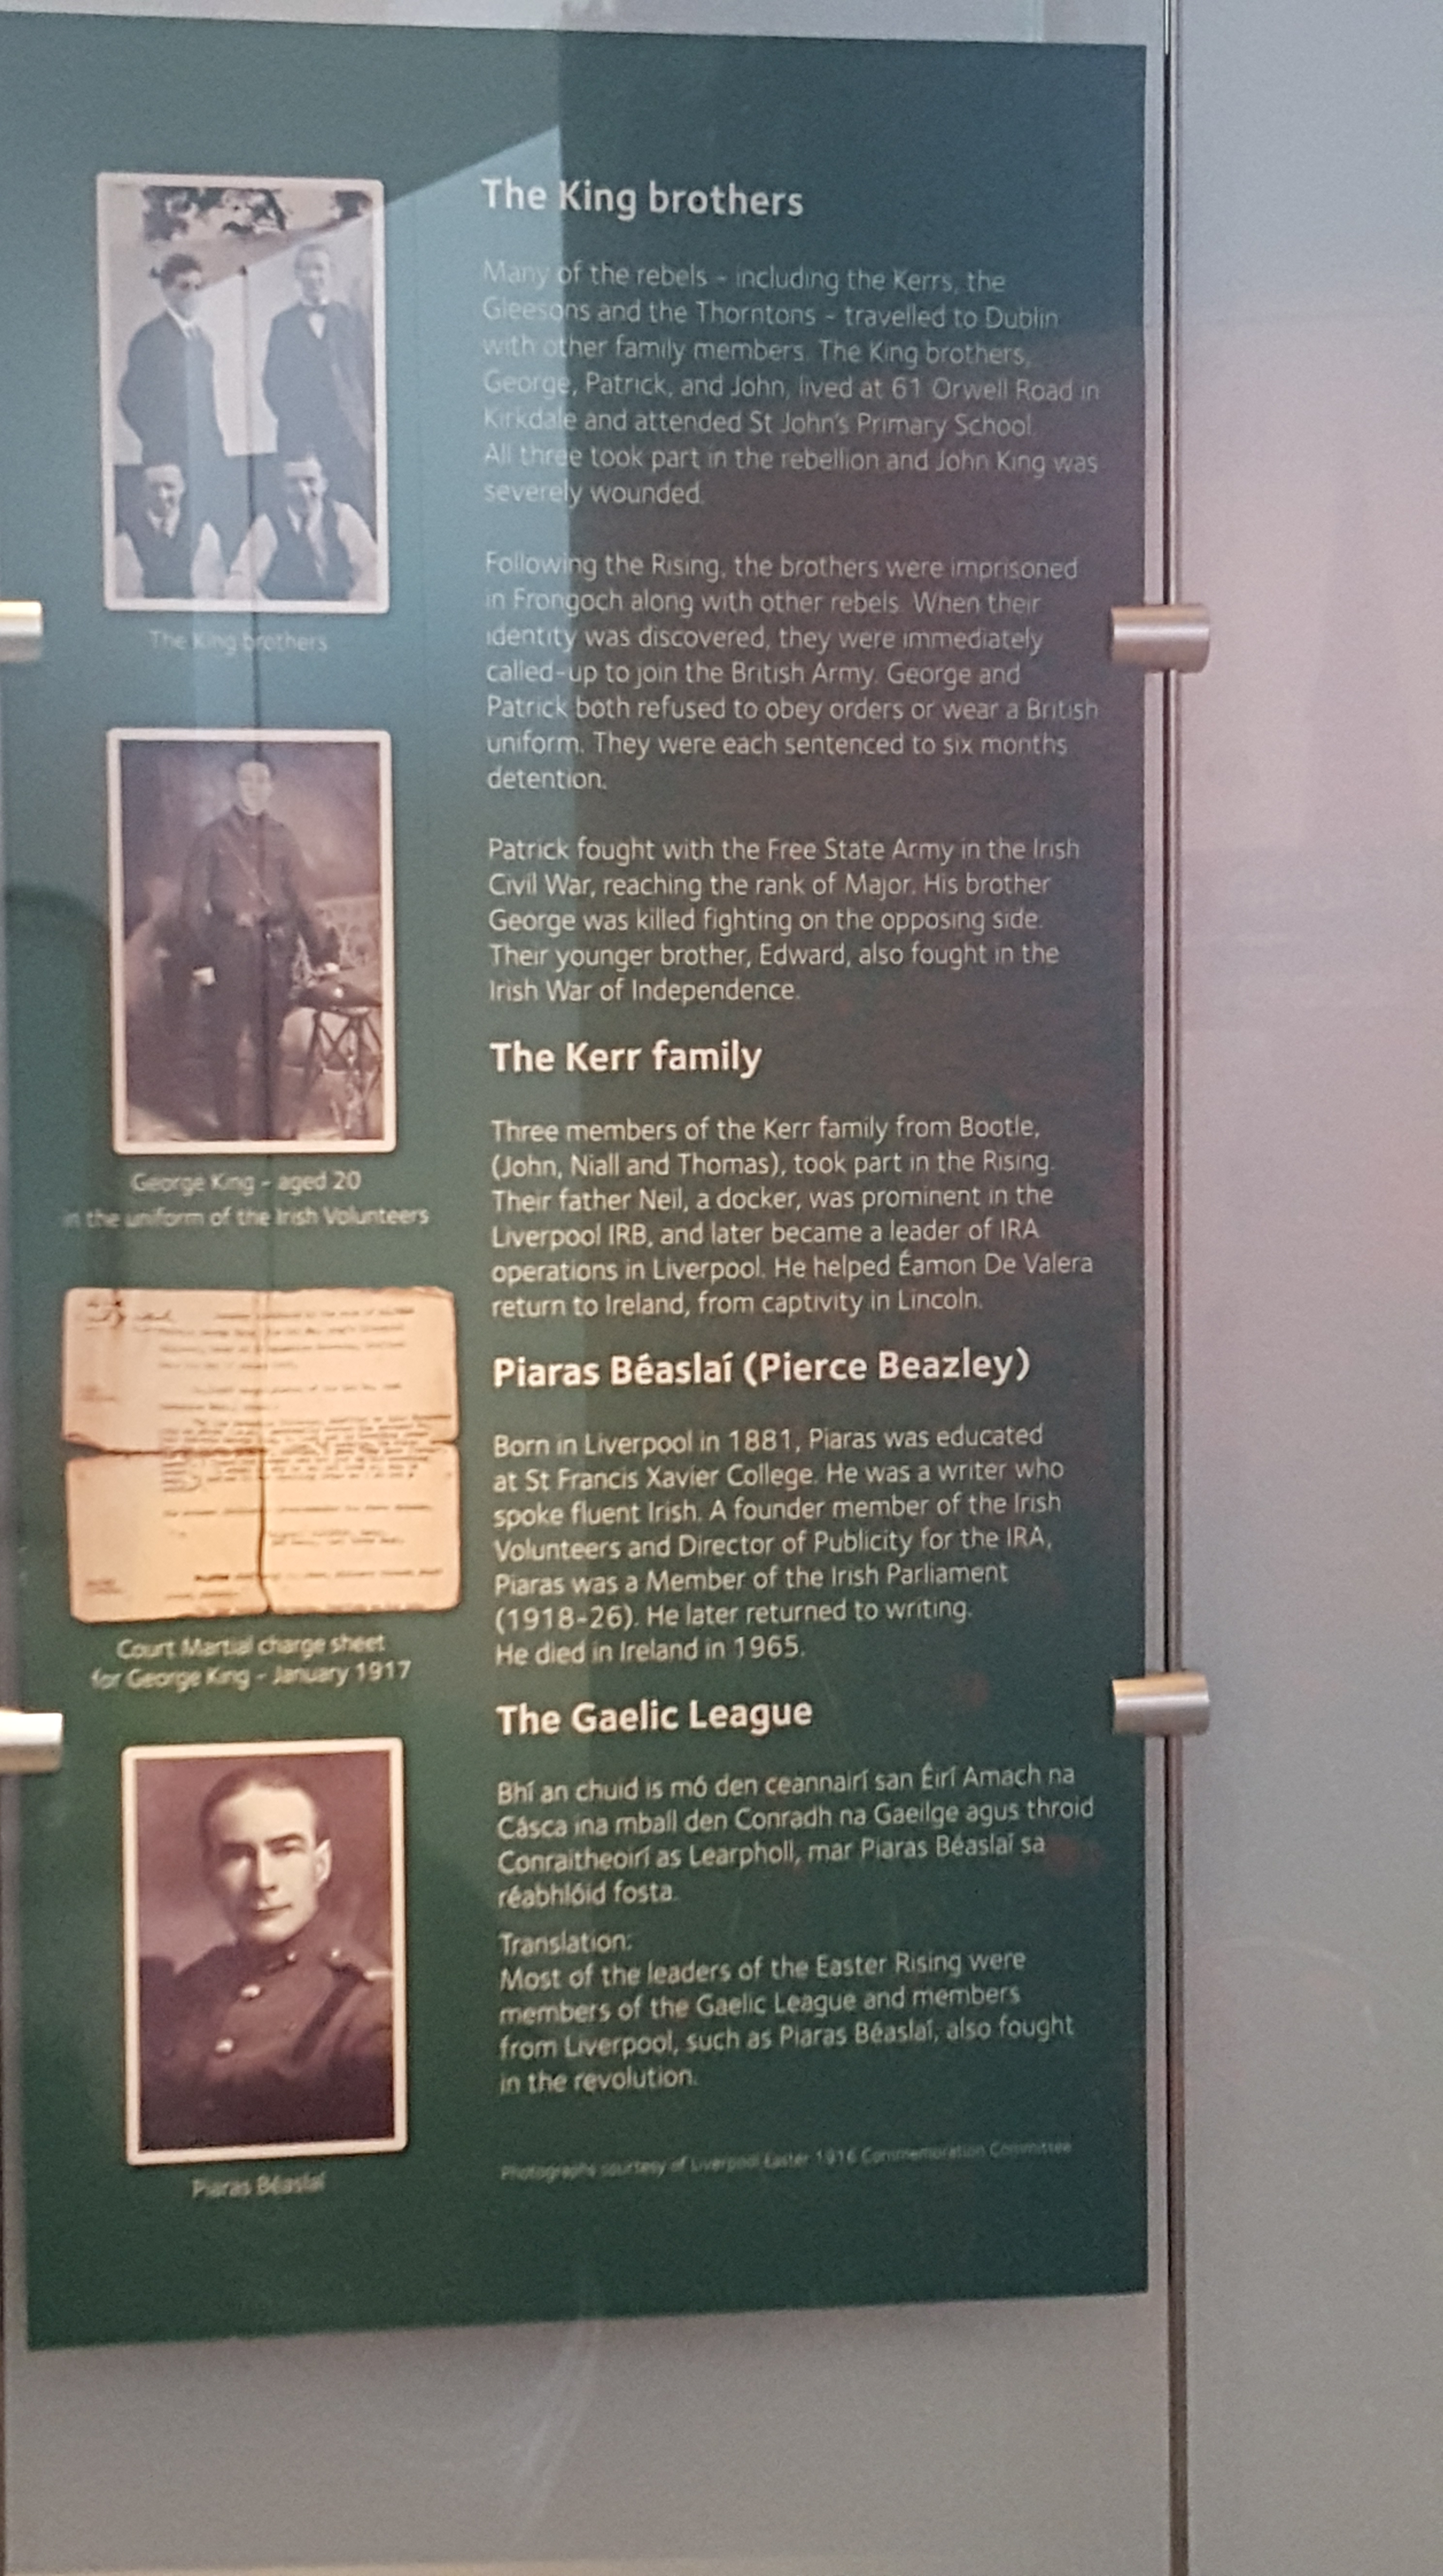 The King brothers
Many of the rebels - including the Kerrs, the
Gleesons and the Thorntons - travelled to Dublin
with other family members. The King brothers,
George, Patrick, and John, lived at 61 Orwell Road in
Kirkdale and attended St John's Primary School.
All three took part in the rebellion and John King was
severely wounded.
Following the Rising, the brothers were imprisoned
in Frongoch along with other rebels. When their
identity was discovered, they were immediately
called-up to join the British Army. George and
Patrick both refused to obey orders or wear a British
uniform. They were each sentenced to six months
detention.
Patrick fought with the Free State Army in the Irish
Civil War, reaching the rank of Major. His brother
George was killed fighting on the opposing side.
Their younger brother, Edward, also fought in the
Irish War of Independence.
The Kerr family
Three members of the Kerr family from Bootle,
(John, Niall and Thomas), took part in the Rising.
Their father Neil, a docker, was prominent in the
Liverpool IRB, and later became a leader of IRA
operations in Liverpool. He helped Éamon De Valera
return to Ireland, from captivity in Lincoln.
Piaras Béaslaí (Pierce Beazley)
Born in Liverpool in 1881, Piaras was educated
at St Francis Xavier College. He was a writer who
spoke fluent Irish. A founder member of the Irish
Volunteers and Director of Publicity for the IRA,
Piaras was a Member of the Irish Parliament
(1918-26). He later returned to writing.
He died in Ireland in 1965.
The Gaelic League
Bhí an chuid is mó den ceannairí san Éirí Amach na
Cásca ina mball den Conradh na Gaeilge agus throid
Conraitheoirí as Learpholl, mar Piaras Béaslaí sa
réabhlóid fosta.
Translation:
Most of the leaders of the Easter Rising were
members of the Gaelic League and members
from Liverpool, such as Piaras Béaslaí, also fought
in the revolution.
Photographs courtesy of Liverpool Easter 1916 Commemoration Committee
The King brothers
George King - aged 20
in the uniform of the Irish Volunteers
Court Martial charge sheet
for George King - January 1917
Piaras Béaslaí